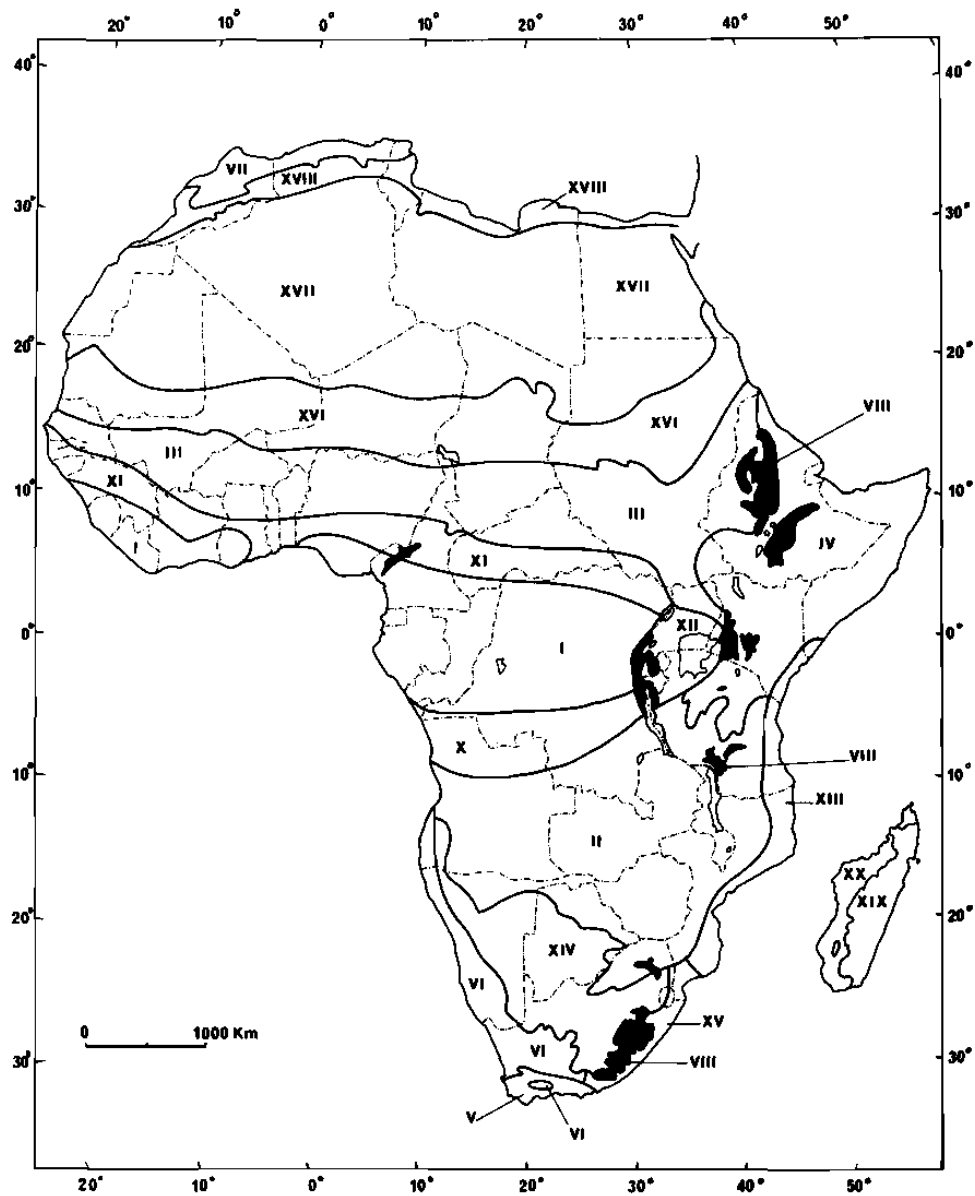 20° 10° 0° 10° 20° 30° 40° 50°
40° 40°
VII
XVIII
XVIII
30° 30°
XVII XVII
20° 20°
XVI XVI VIII
III
XI III
10° 10°
IV
I XI
XII
0° I 0°
X
VIII
10° 10°
XIII
II
XX
XIX
20° 20°
XIV
VI
XV
0 1000 Km
VI
30° VIII 30°
V
VI
20° 10° 0° 10° 20° 30° 40° 50°